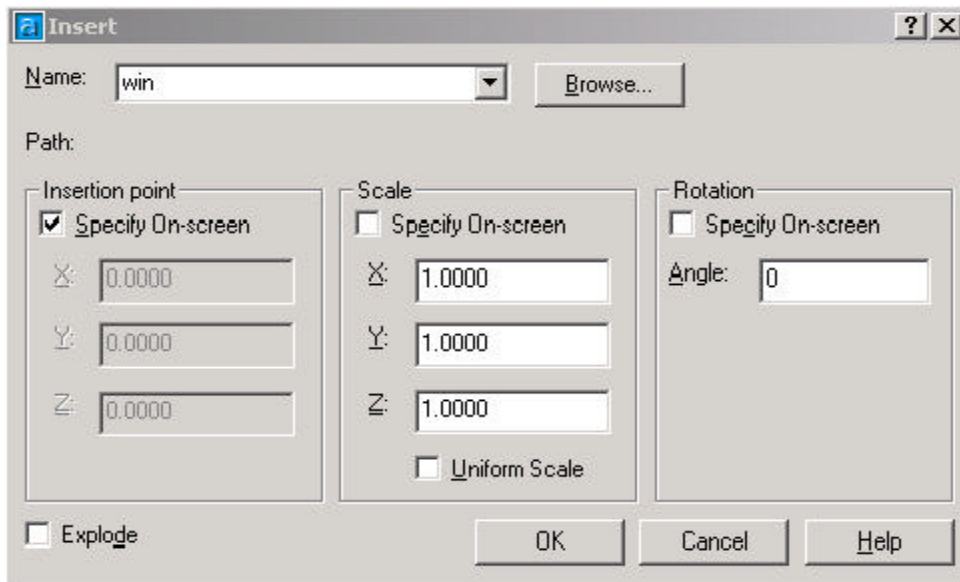 a Insert ? X
Name: win Browse...
Path:
Insertion point
Specify On-screen
X: 0.0000
Y: 0.0000
Z: 0.0000
Scale
Specify On-screen
X: 1.0000
Y: 1.0000
Z: 1.0000
Uniform Scale
Rotation
Specify On-screen
Angle: 0
Explode
OK Cancel Help